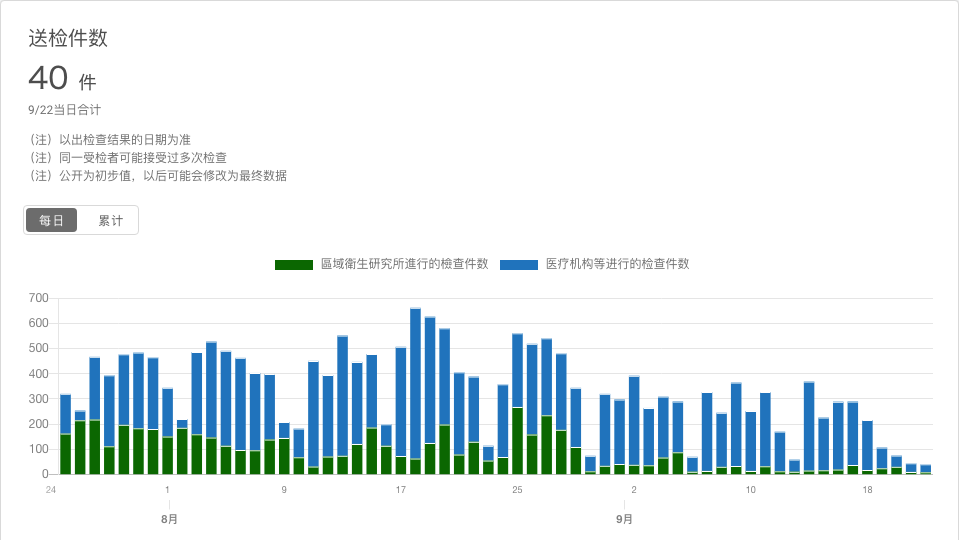 送检件数
40 件
9/22当日合计
（注）以出检查结果的日期为准
（注）同一受检者可能接受过多次检查
（注）公开为初步值，以后可能会修改为最终数据
每日 累计
區域衛生研究所進行的檢查件数 医疗机构等进行的检查件数
700
600
500
400
300
200
100
0
24 1 9 17 25 2 10 18
8月 9月